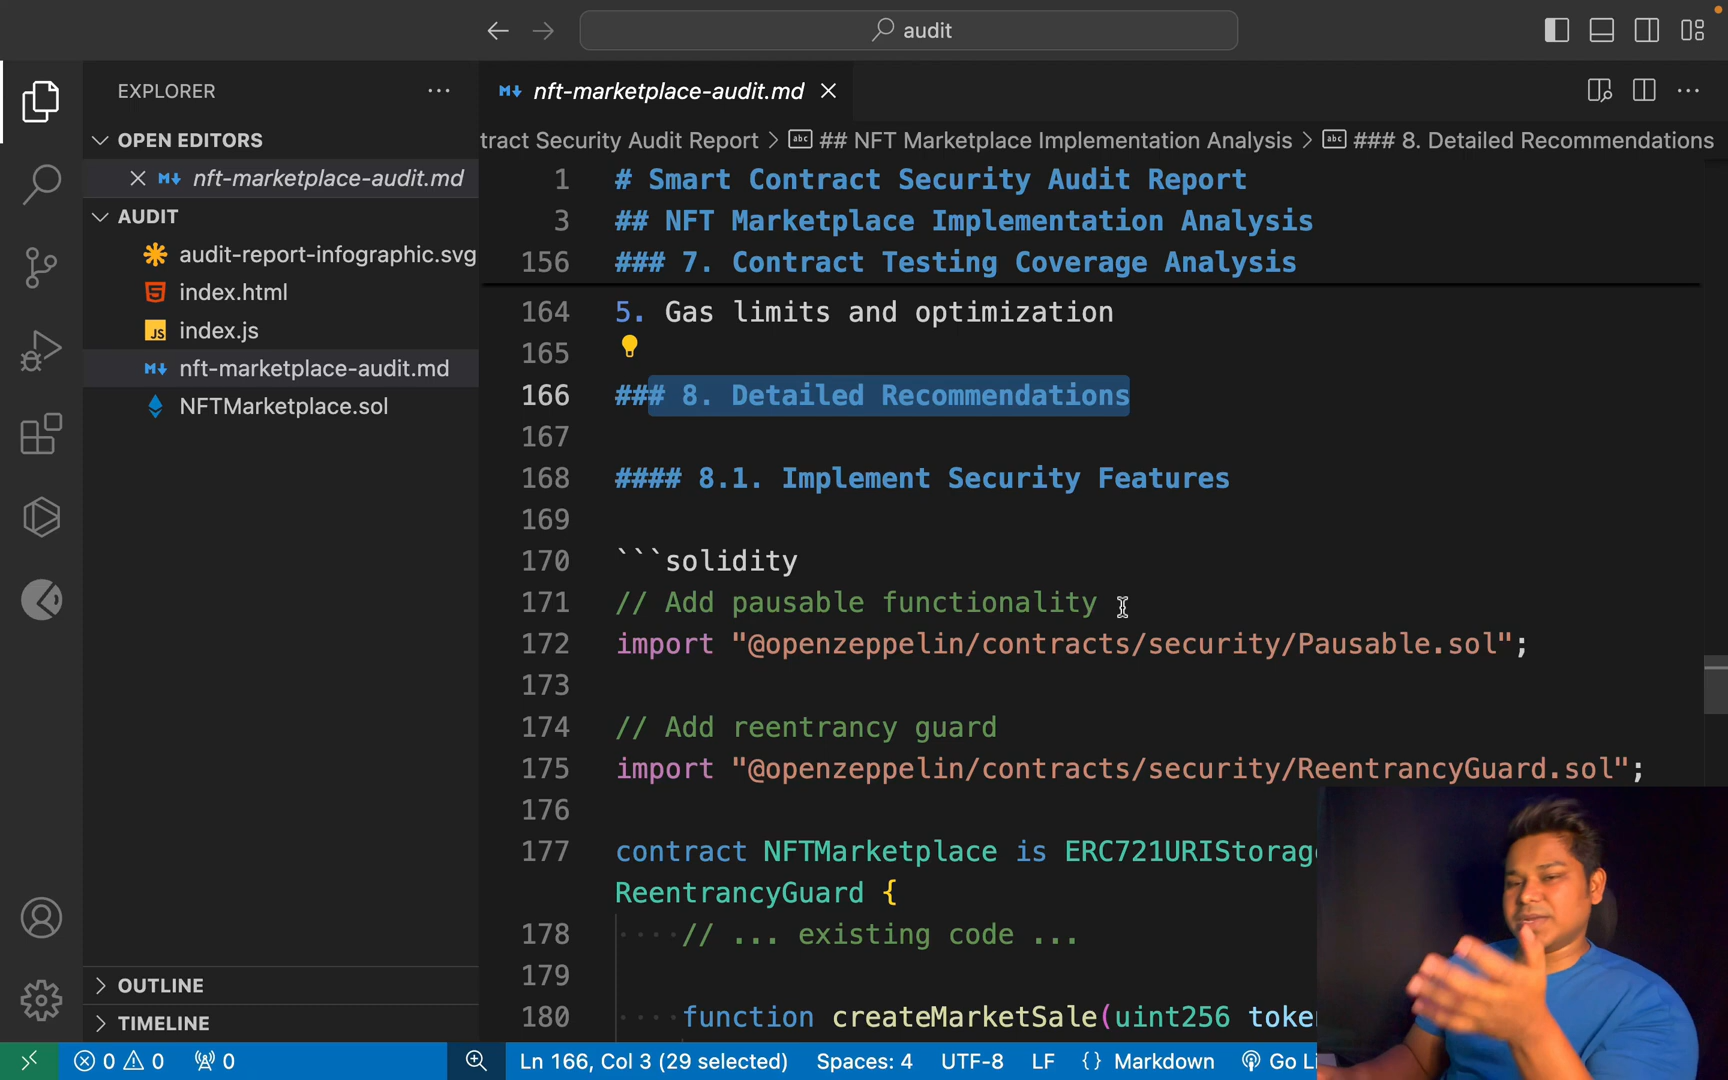 audit
EXPLORER
nft-marketplace-audit.md
OPEN EDITORS
nft-marketplace-audit.md
AUDIT
audit-report-infographic.svg
index.html
JS index.js
nft-marketplace-audit.md
NFTMarketplace.sol
OUTLINE
TIMELINE
tract Security Audit Report > abc ## NFT Marketplace Implementation Analysis > abc ### 8. Detailed Recommendations
1 # Smart Contract Security Audit Report
3 ## NFT Marketplace Implementation Analysis
156 ### 7. Contract Testing Coverage Analysis
164 5. Gas limits and optimization
165
166 ### 8. Detailed Recommendations
167
168 #### 8.1. Implement Security Features
169
170 ```solidity
171 // Add pausable functionality
172 import "@openzeppelin/contracts/security/Pausable.sol";
173
174 // Add reentrancy guard
175 import "@openzeppelin/contracts/security/ReentrancyGuard.sol";
176
177 contract NFTMarketplace is ERC721URIStorage
ReentrancyGuard {
178 // ... existing code ...
179
180 function createMarketSale(uint256 toke
0 0 0 Ln 166, Col 3 (29 selected) Spaces: 4 UTF-8 LF {} Markdown Go Li